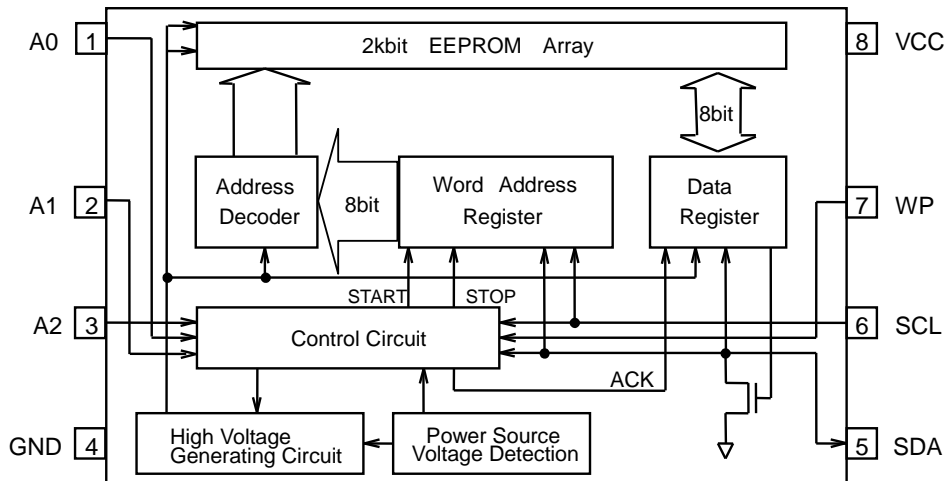 A0
1
2kbit EEPROM Array
8
VCC
8bit
A1
2
Address
Decoder
8bit
Word Address
Register
Data
Register
7
WP
START
STOP
A2
3
Control Circuit
6
SCL
ACK
GND
4
High Voltage
Generating Circuit
Power Source
Voltage Detection
5
SDA